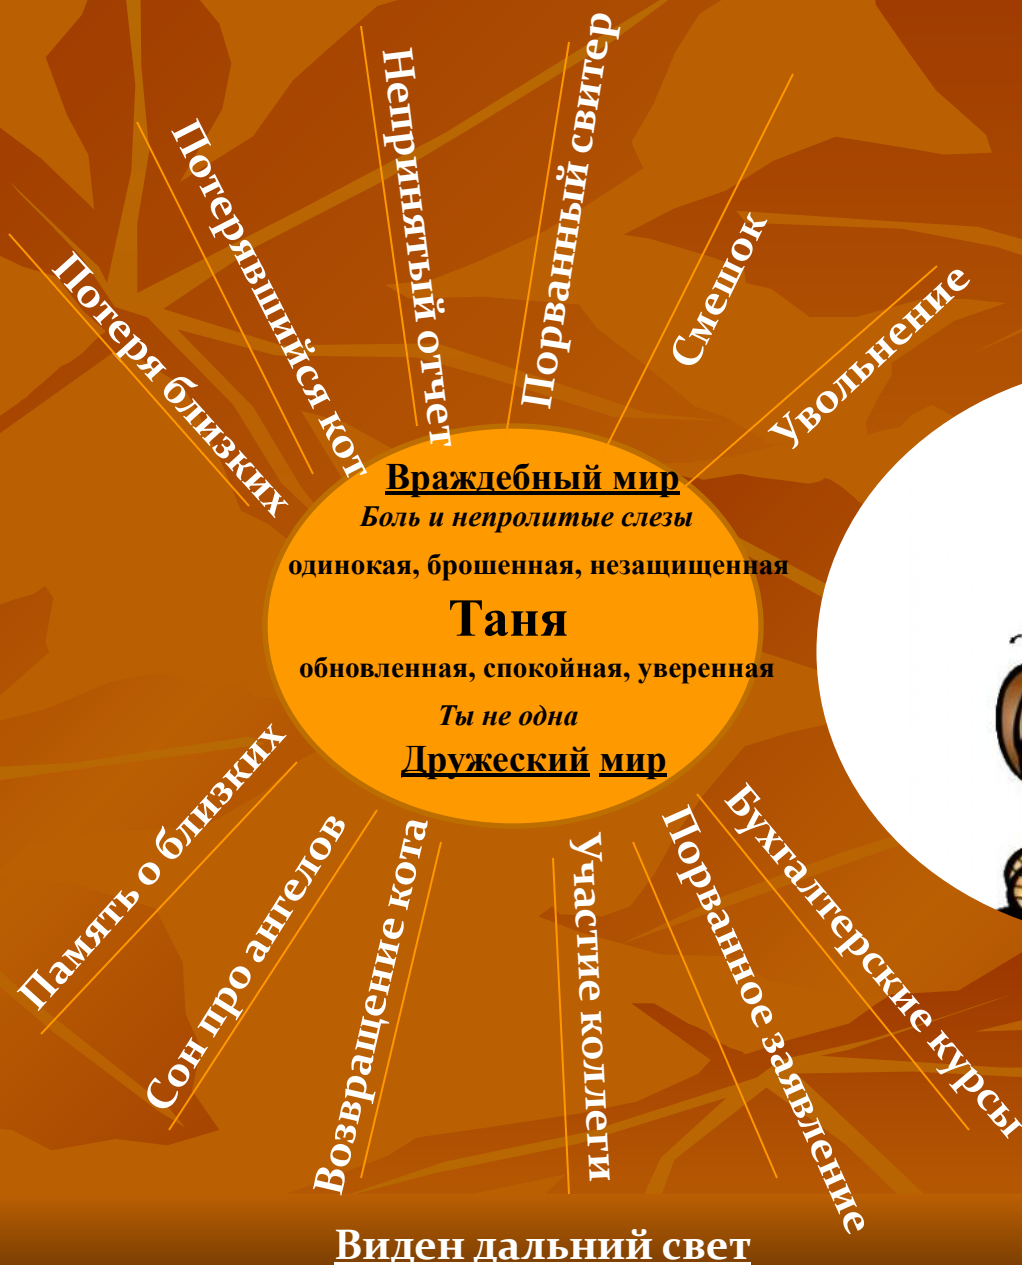 Потеря близких
Потерявшийся кот
Непринятый отчет
Порванный свитер
Смешок
Увольнение
Враждебный мир
Боль и непролитые слезы
одинокая, брошенная, незащищенная
Таня
обновленная, спокойная, уверенная
Ты не одна
Дружеский мир
Память о близких
Сон про ангелов
Возвращение кота
Участие коллеги
Порванное заявление
Бухгалтерские курсы
Виден дальний свет